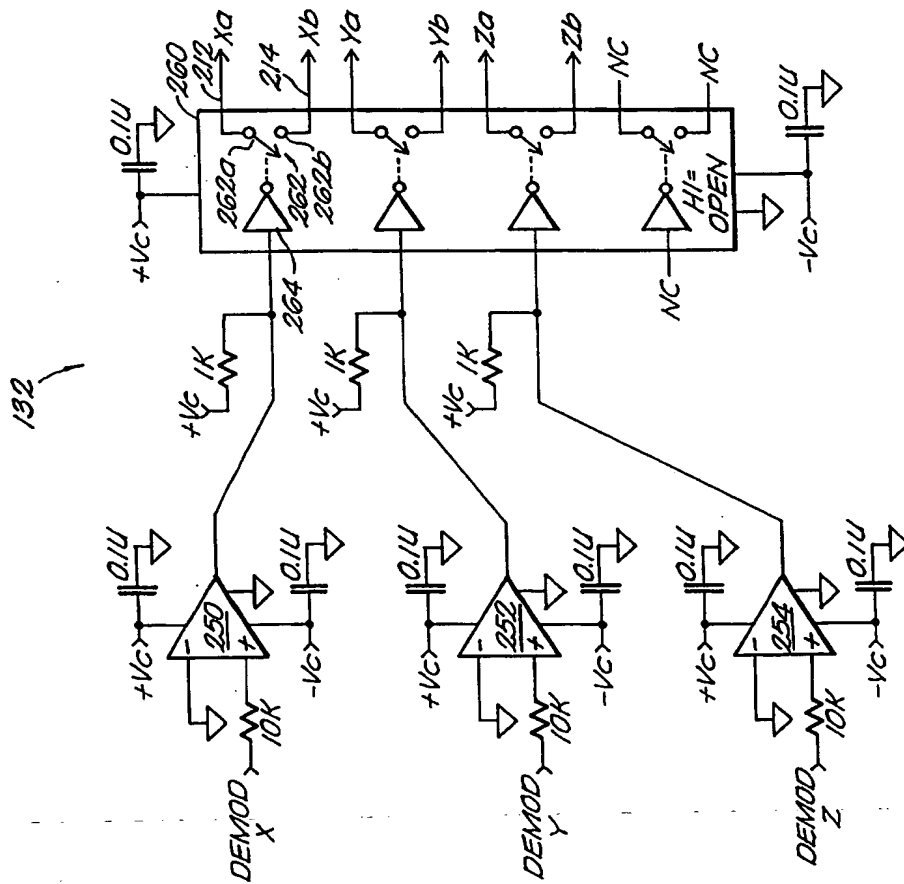 132
+Vc
0.1U
260
212
Xa
262a
262
262b
214
Xb
264
Ya
Yb
Za
Zb
NC
NC
NC
HI=
OPEN
-Vc
0.1U
+Vc
1K
+Vc
1K
+Vc
1K
+Vc
0.1U
-
250
+
-Vc
0.1U
10K
DEMOD
X
+Vc
0.1U
-
252
+
-Vc
0.1U
10K
DEMOD
Y
+Vc
0.1U
-
254
+
-Vc
0.1U
10K
DEMOD
Z